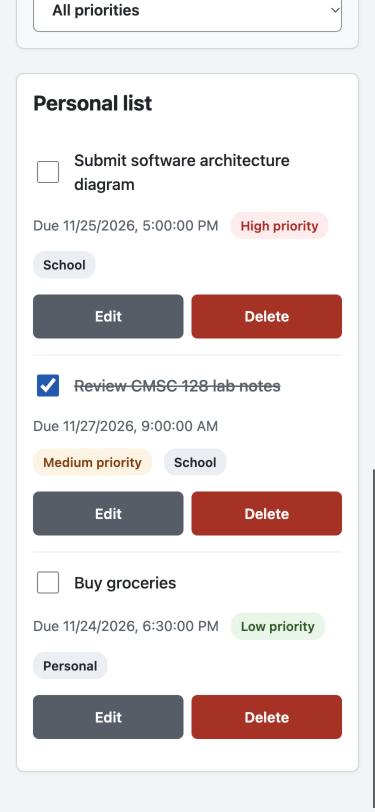 All priorities
Personal list
Submit software architecture
diagram
Due 11/25/2026, 5:00:00 PM High priority
School
Edit Delete
Review CMSC 128 lab notes
Due 11/27/2026, 9:00:00 AM
Medium priority School
Edit Delete
Buy groceries
Due 11/24/2026, 6:30:00 PM Low priority
Personal
Edit Delete